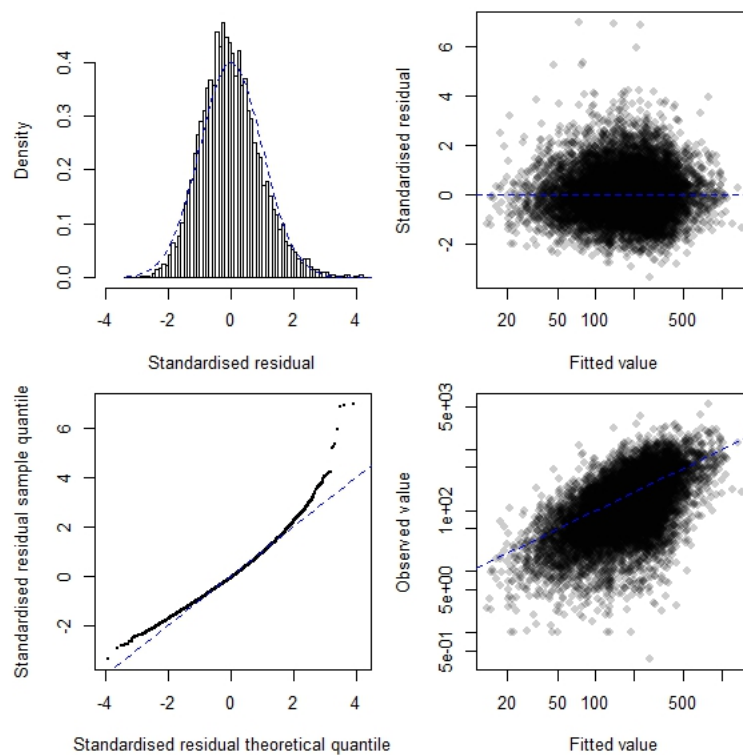 0.4
0.3
0.2
0.1
0.0
Density
-4 -2 0 2 4
Standardised residual
6
4
2
0
-2
Standardised residual
20 50 100 500
Fitted value
6
4
2
0
-2
Standardised residual sample quantile
-4 -2 0 2 4
Standardised residual theoretical quantile
5e+03
1e+02
5e+00
5e-01
Observed value
20 50 100 500
Fitted value